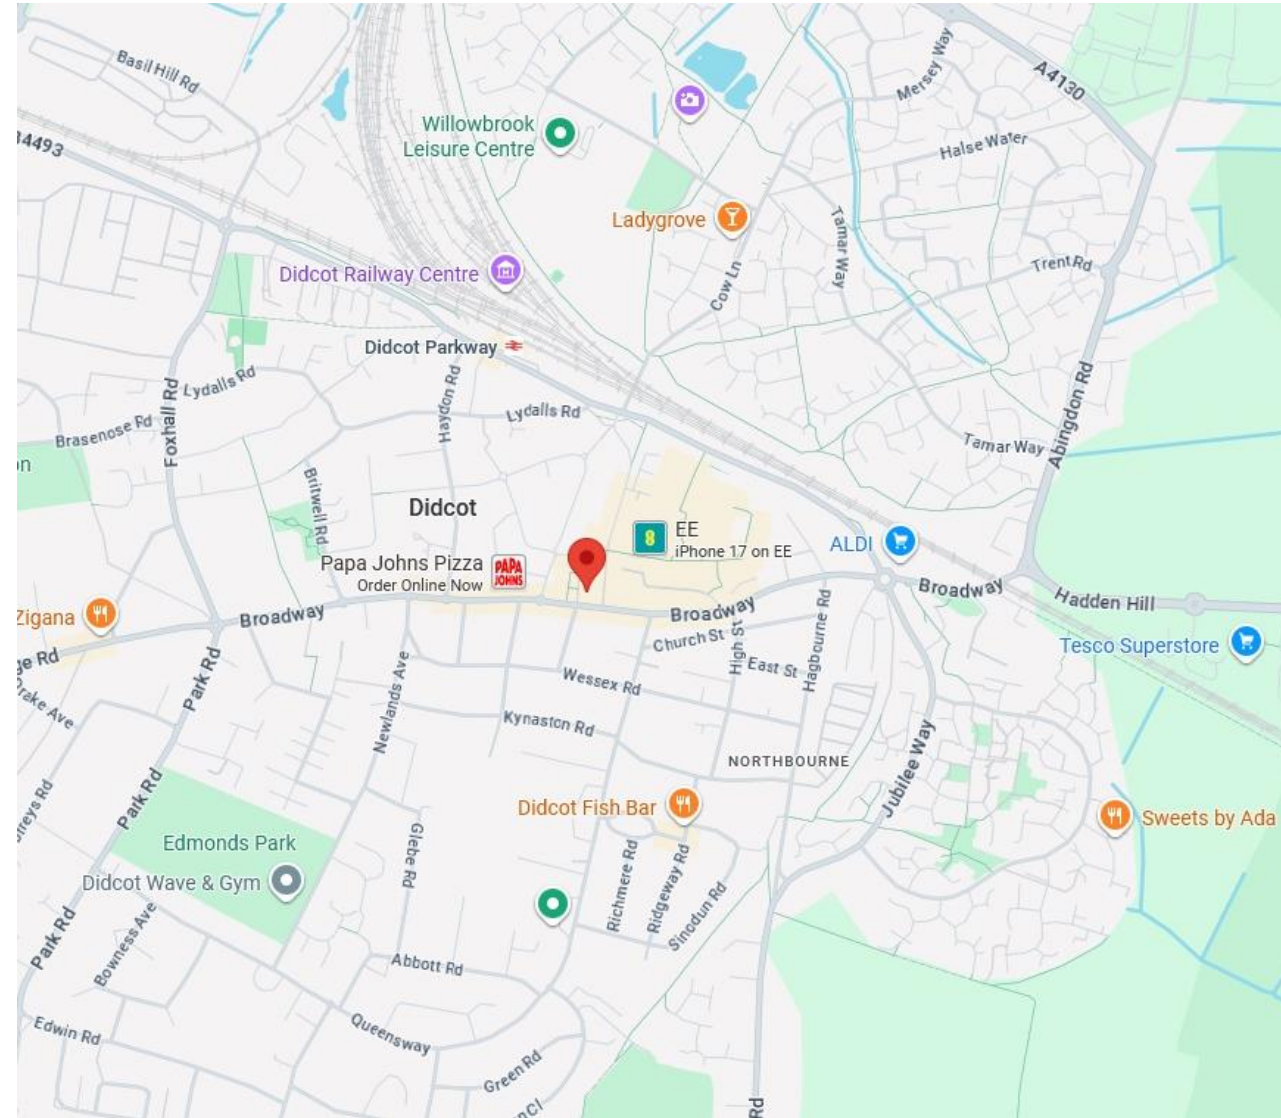 Basil Hill Rd
Mersey Way
A4130
Willowbrook
Leisure Centre
Halse Water
Ladygrove
Tamar Way
Trent Rd
Didcot Railway Centre
Cow Ln
Didcot Parkway
Lydalls Rd
Haydon Rd
Lydalls Rd
Foxhall Rd
Brasenose Rd
Abingdon Rd
Tamar Way
Britwell Rd
Didcot
EE
iPhone 17 on EE
ALDI
Papa Johns Pizza
Order Online Now
PAPA
JOHNS
8
Zigana
Broadway
Broadway
Broadway
Hadden Hill
Church St
High St
East St
Hagbourne Rd
Tesco Superstore
Park Rd
Newlands Ave
Wessex Rd
Kynaston Rd
NORTHBOURNE
Jubilee Way
Park Rd
Didcot Fish Bar
Sweets by Ada
Edmonds Park
Didcot Wave & Gym
Glebe Rd
Richmere Rd
Ridgeway Rd
Sinodun Rd
Park Rd
Bowness Ave
Abbott Rd
Edwin Rd
Queensway
Green Rd
Rd